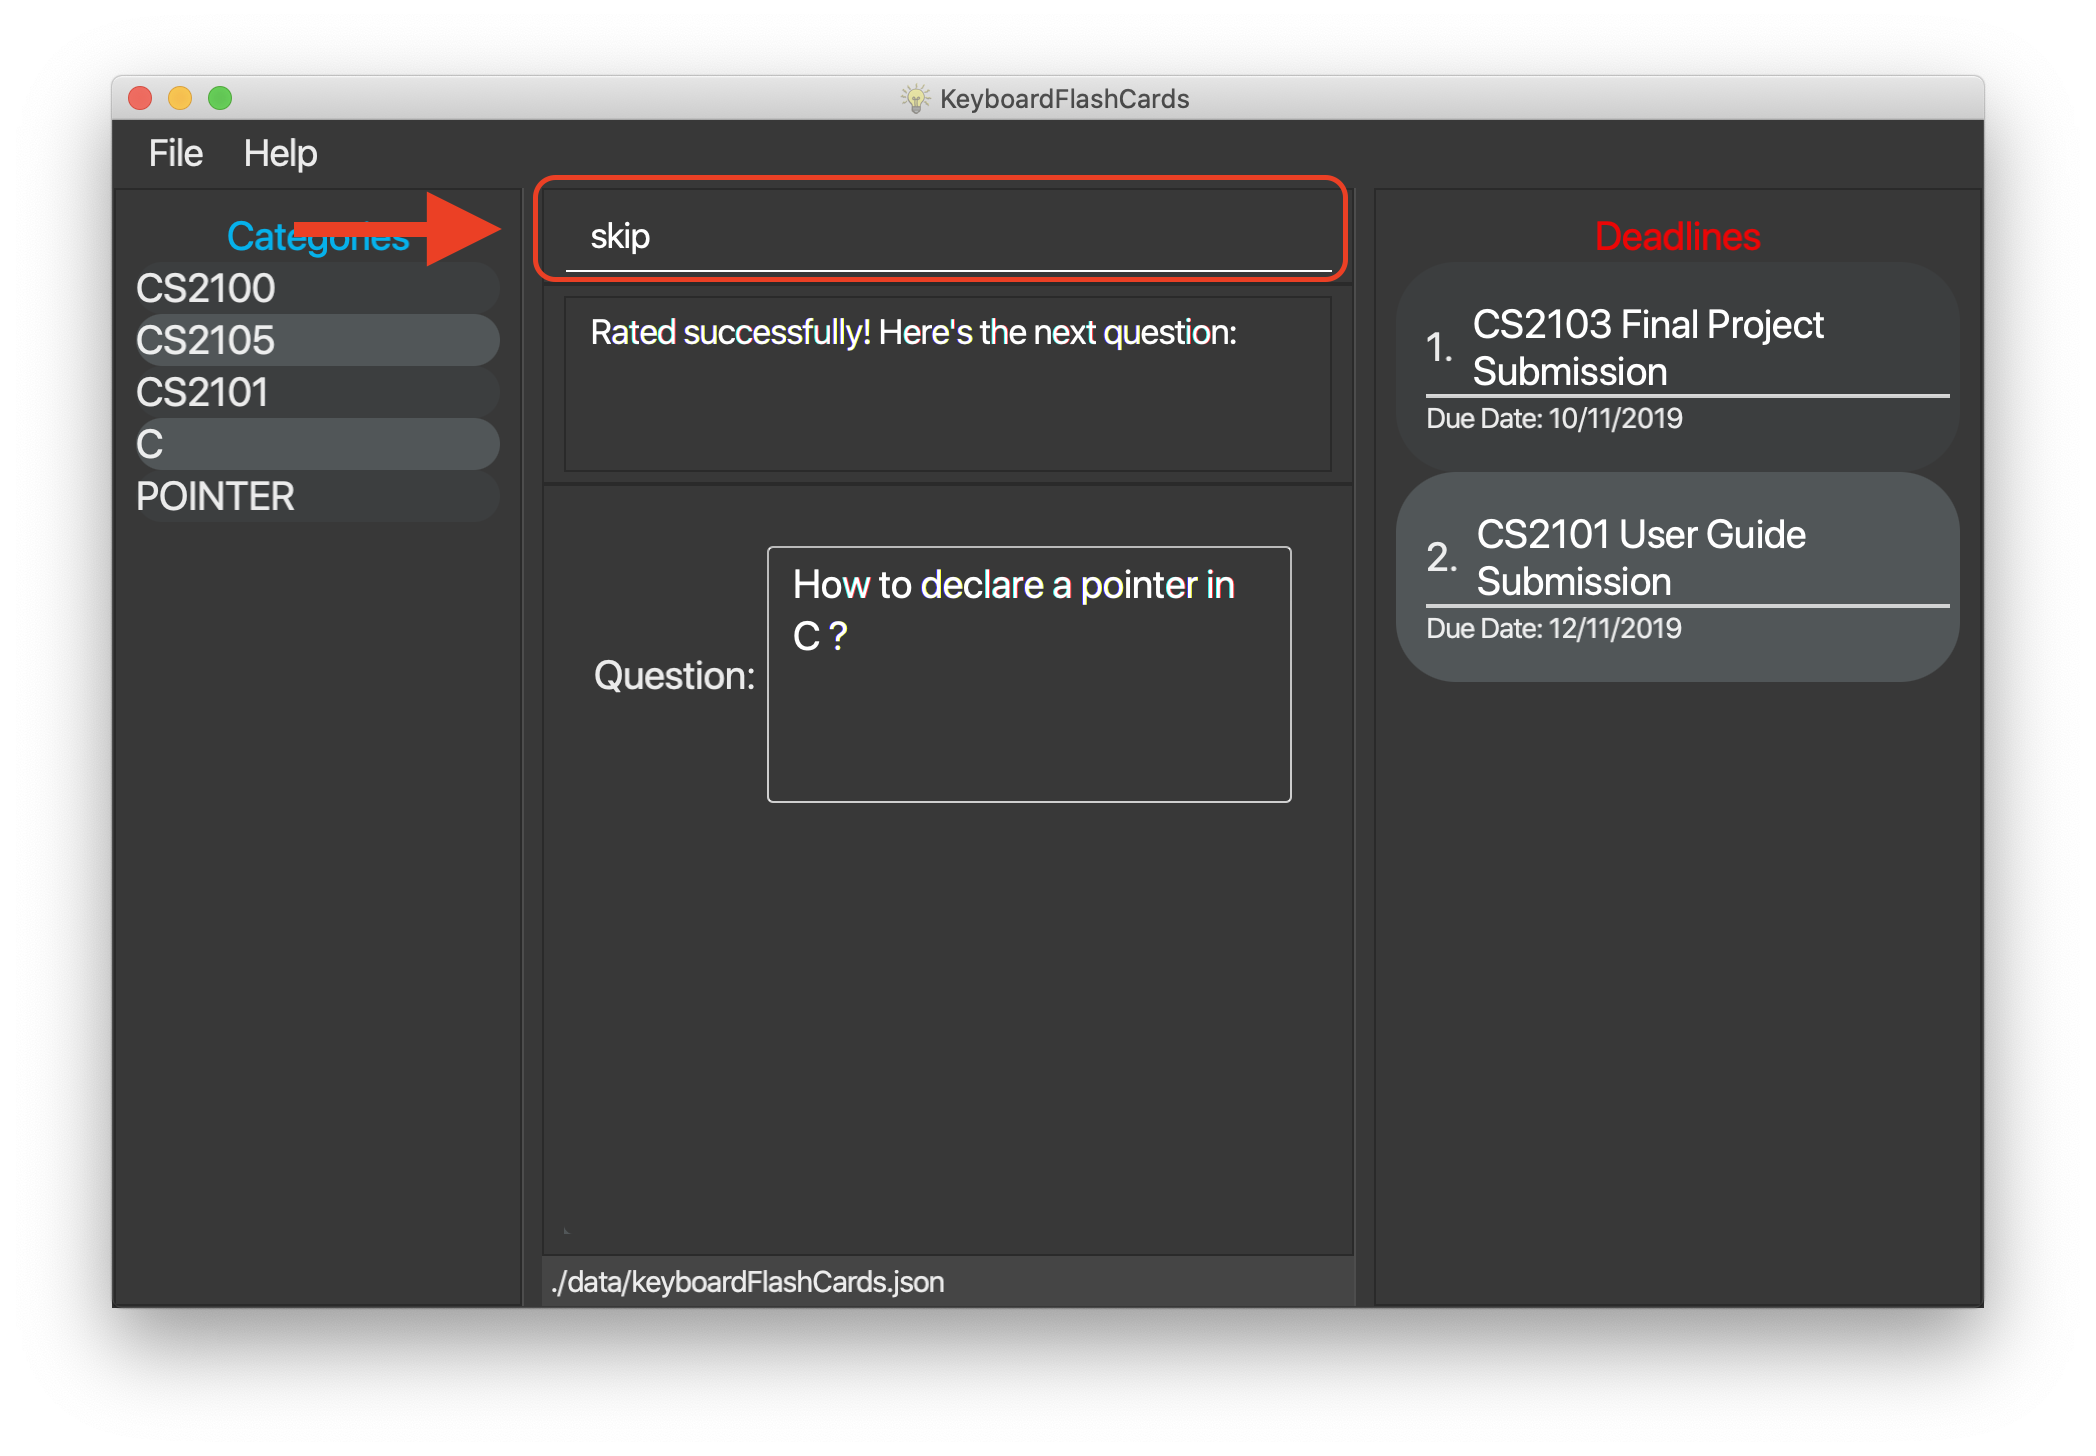 KeyboardFlashCards
File Help
Categories
CS2100
CS2105
CS2101
C
POINTER
skip
Rated successfully! Here's the next question:
Question:
How to declare a pointer in
C ?
./data/keyboardFlashCards.json
Deadlines
1. CS2103 Final Project
Submission
Due Date: 10/11/2019
2. CS2101 User Guide
Submission
Due Date: 12/11/2019